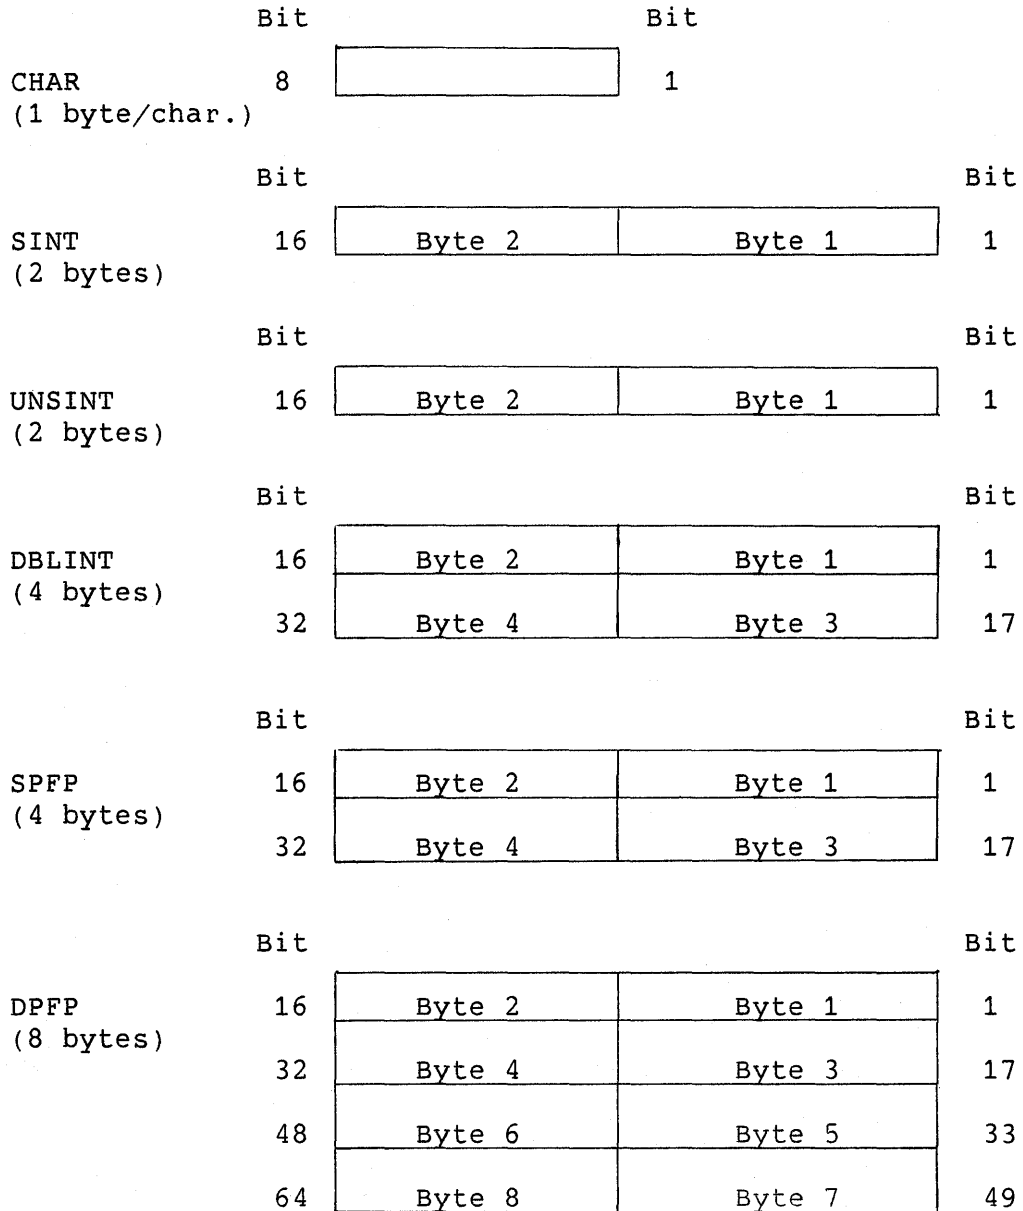 Bit Bit
CHAR 8 1
(1 byte/char.)
Bit Bit
SINT 16 Byte 2 Byte 1 1
(2 bytes)
Bit Bit
UNSINT 16 Byte 2 Byte 1 1
(2 bytes)
Bit Bit
DBLINT 16 Byte 2 Byte 1 1
(4 bytes)
32 Byte 4 Byte 3 17
Bit Bit
SPFP 16 Byte 2 Byte 1 1
(4 bytes)
32 Byte 4 Byte 3 17
Bit Bit
DPFP 16 Byte 2 Byte 1 1
(8 bytes)
32 Byte 4 Byte 3 17
48 Byte 6 Byte 5 33
64 Byte 8 Byte 7 49